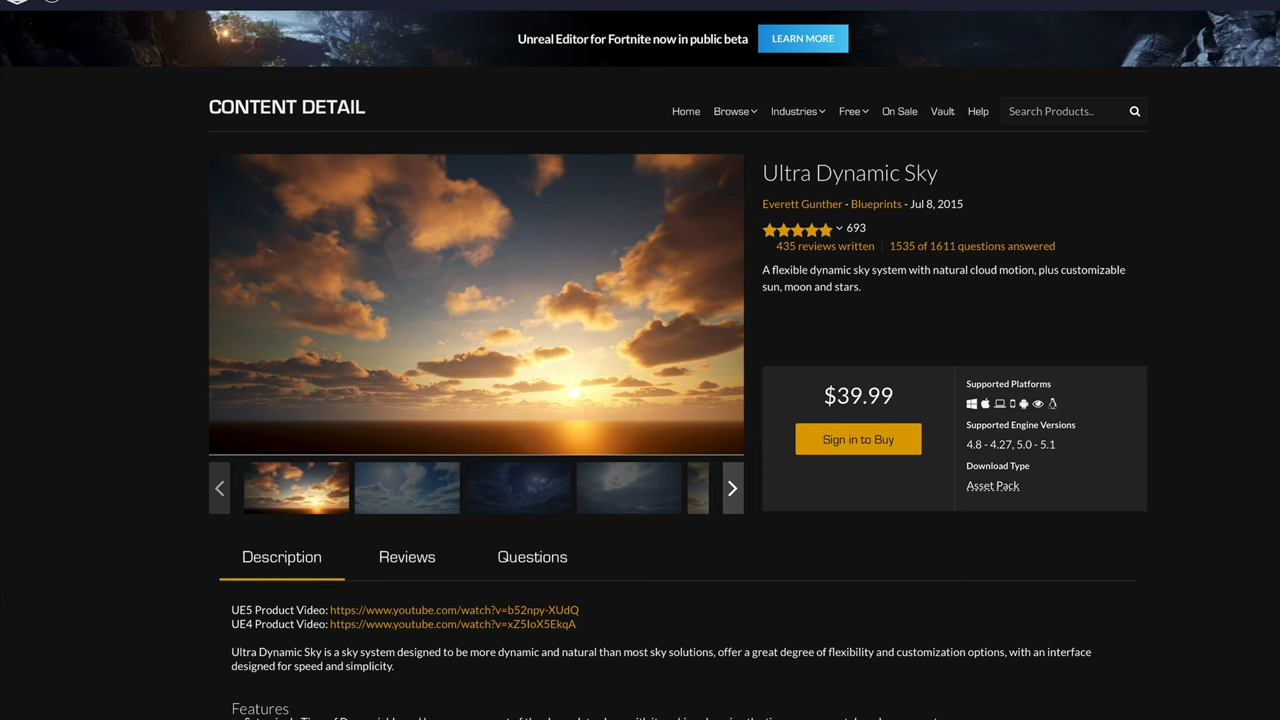 Unreal Editor for Fortnite now in public beta
LEARN MORE
CONTENT DETAIL
Home Browse Industries Free On Sale Vault Help Search Products..
Ultra Dynamic Sky
Everett Gunther - Blueprints - Jul 8, 2015
693
435 reviews written | 1535 of 1611 questions answered
A flexible dynamic sky system with natural cloud motion, plus customizable
sun, moon and stars.
$39.99
Sign in to Buy
Supported Platforms
Supported Engine Versions
4.8 - 4.27, 5.0 - 5.1
Download Type
Asset Pack
Description Reviews Questions
UE5 Product Video: https://www.youtube.com/watch?v=b52npy-XUdQ
UE4 Product Video: https://www.youtube.com/watch?v=xZ5IoX5EkqA
Ultra Dynamic Sky is a sky system designed to be more dynamic and natural than most sky solutions, offer a great degree of flexibility and customization options, with an interface
designed for speed and simplicity.
Features